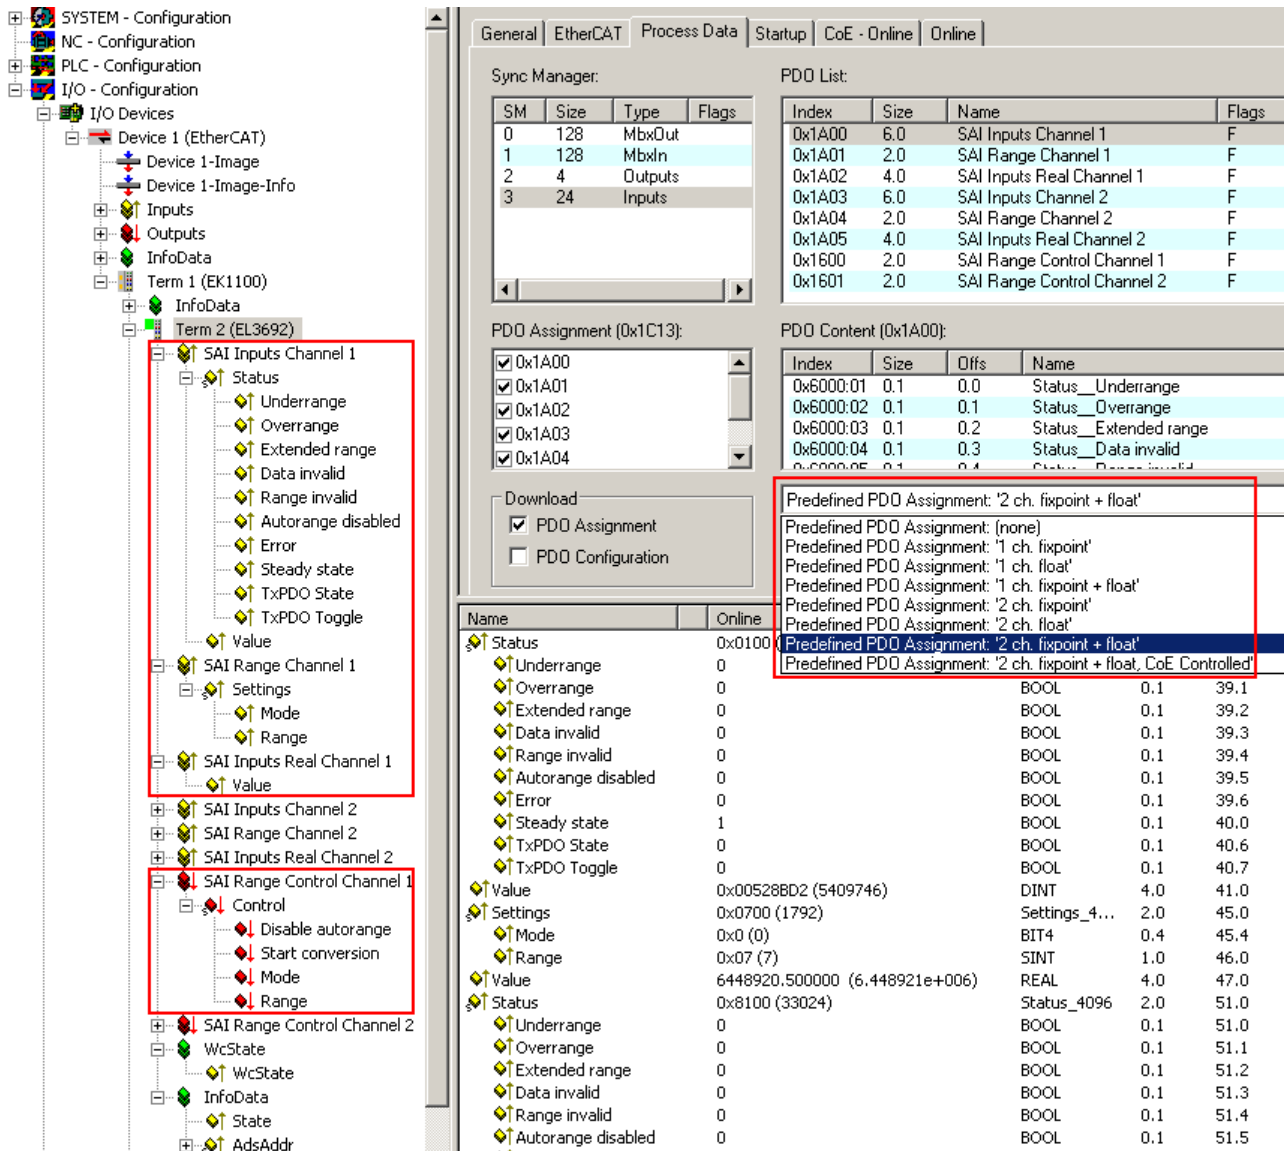 SYSTEM - Configuration
NC - Configuration
PLC - Configuration
I/O - Configuration
I/O Devices
Device 1 (EtherCAT)
Device 1-Image
Device 1-Image-Info
Inputs
Outputs
InfoData
Term 1 (EK1100)
InfoData
Term 2 (EL3692)
SAI Inputs Channel 1
Status
Underrange
Overrange
Extended range
Data invalid
Range invalid
Autorange disabled
Error
Steady state
TxPDO State
TxPDO Toggle
Value
SAI Range Channel 1
Settings
Mode
Range
SAI Inputs Real Channel 1
Value
SAI Inputs Channel 2
SAI Range Channel 2
SAI Inputs Real Channel 2
SAI Range Control Channel 1
Control
Disable autorange
Start conversion
Mode
Range
SAI Range Control Channel 2
WcState
WcState
InfoData
State
AdsAddr
General EtherCAT Process Data Startup CoE - Online Online
Sync Manager:
SM Size Type Flags
0 128 MbxOut
1 128 MbxIn
2 4 Outputs
3 24 Inputs
PDO List:
Index Size Name Flags
0x1A00 6.0 SAI Inputs Channel 1 F
0x1A01 2.0 SAI Range Channel 1 F
0x1A02 4.0 SAI Inputs Real Channel 1 F
0x1A03 6.0 SAI Inputs Channel 2 F
0x1A04 2.0 SAI Range Channel 2 F
0x1A05 4.0 SAI Inputs Real Channel 2 F
0x1600 2.0 SAI Range Control Channel 1 F
0x1601 2.0 SAI Range Control Channel 2 F
PDO Assignment (0x1C13):
0x1A00
0x1A01
0x1A02
0x1A03
0x1A04
PDO Content (0x1A00):
Index Size Offs Name
0x6000:01 0.1 0.0 Status__Underrange
0x6000:02 0.1 0.1 Status__Overrange
0x6000:03 0.1 0.2 Status__Extended range
0x6000:04 0.1 0.3 Status__Data invalid
0x6000:05 0.1 0.4 Status__Range invalid
Download
PDO Assignment
PDO Configuration
Predefined PDO Assignment: '2 ch. fixpoint + float'
Predefined PDO Assignment: (none)
Predefined PDO Assignment: '1 ch. fixpoint'
Predefined PDO Assignment: '1 ch. float'
Predefined PDO Assignment: '1 ch. fixpoint + float'
Predefined PDO Assignment: '2 ch. fixpoint'
Predefined PDO Assignment: '2 ch. float'
Predefined PDO Assignment: '2 ch. fixpoint + float'
Predefined PDO Assignment: '2 ch. fixpoint + float, CoE Controlled'
Name Online
Status 0x0100
Underrange 0
Overrange 0 BOOL 0.1 39.1
Extended range 0 BOOL 0.1 39.2
Data invalid 0 BOOL 0.1 39.3
Range invalid 0 BOOL 0.1 39.4
Autorange disabled 0 BOOL 0.1 39.5
Error 0 BOOL 0.1 39.6
Steady state 1 BOOL 0.1 40.0
TxPDO State 0 BOOL 0.1 40.6
TxPDO Toggle 0 BOOL 0.1 40.7
Value 0x00528BD2 (5409746) DINT 4.0 41.0
Settings 0x0700 (1792) Settings_4... 2.0 45.0
Mode 0x0 (0) BIT4 0.4 45.4
Range 0x07 (7) SINT 1.0 46.0
Value 6448920.500000 (6.448921e+006) REAL 4.0 47.0
Status 0x8100 (33024) Status_4096 2.0 51.0
Underrange 0 BOOL 0.1 51.0
Overrange 0 BOOL 0.1 51.1
Extended range 0 BOOL 0.1 51.2
Data invalid 0 BOOL 0.1 51.3
Range invalid 0 BOOL 0.1 51.4
Autorange disabled 0 BOOL 0.1 51.5